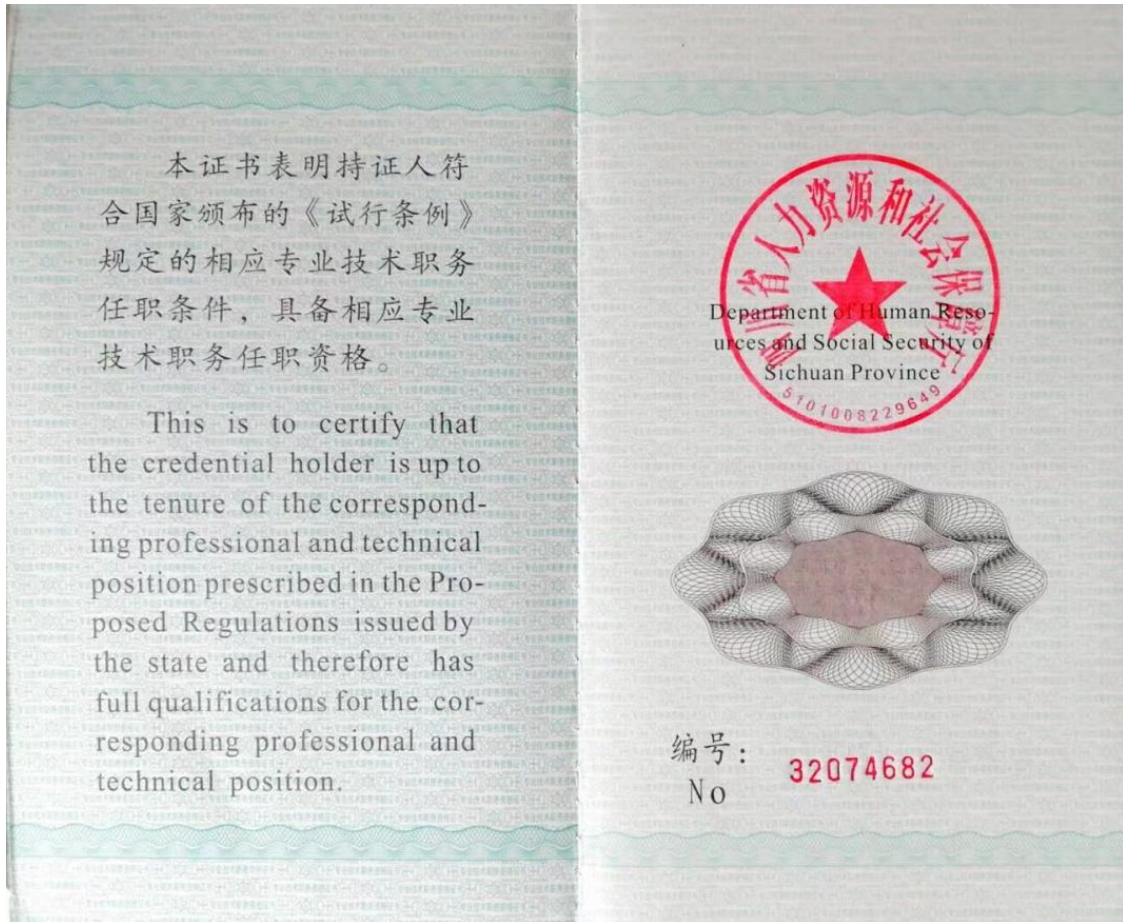 本证书表明持证人符
合国家颁布的《试行条例》
规定的相应专业技术职务
任职条件，具备相应专业
技术职务任职资格。
This is to certify that
the credential holder is up to
the tenure of the correspond-
ing professional and technical
position prescribed in the Pro-
posed Regulations issued by
the state and therefore has
full qualifications for the cor-
responding professional and
technical position.
四川省人力资源和社会保障厅
Department of Human Reso-
urces and Social Security of
Sichuan Province
5101008229649
编号：
32074682
No